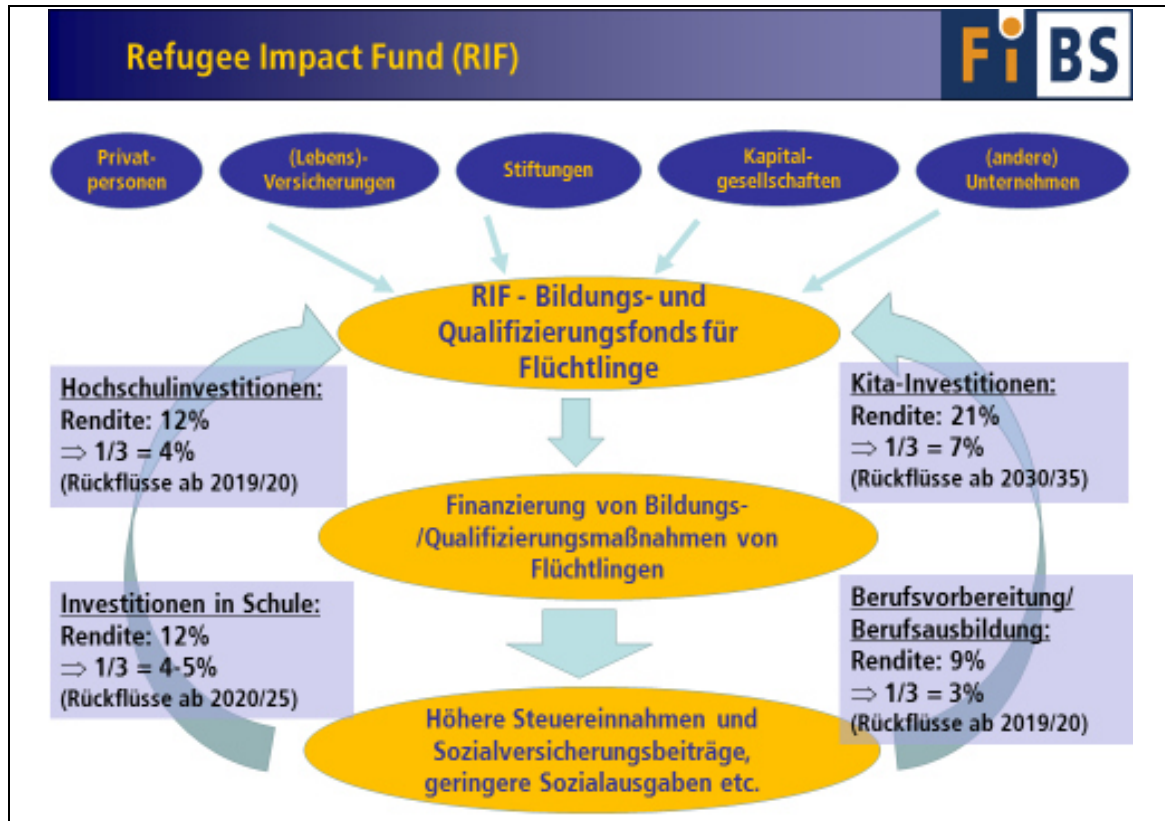 Refugee Impact Fund (RIF)
FiBS
Privat-
personen
(Lebens)-
Versicherungen
Stiftungen
Kapital-
gesellschaften
(andere)
Unternehmen
RIF - Bildungs- und
Qualifizierungsfonds für
Flüchtlinge
Hochschulinvestitionen:
Rendite: 12%
⇒ 1/3 = 4%
(Rückflüsse ab 2019/20)
Kita-Investitionen:
Rendite: 21%
⇒ 1/3 = 7%
(Rückflüsse ab 2030/35)
Finanzierung von Bildungs-
/Qualifizierungsmaßnahmen von
Flüchtlingen
Investitionen in Schule:
Rendite: 12%
⇒ 1/3 = 4-5%
(Rückflüsse ab 2020/25)
Berufsvorbereitung/
Berufsausbildung:
Rendite: 9%
⇒ 1/3 = 3%
(Rückflüsse ab 2019/20)
Höhere Steuereinnahmen und
Sozialversicherungsbeiträge,
geringere Sozialausgaben etc.